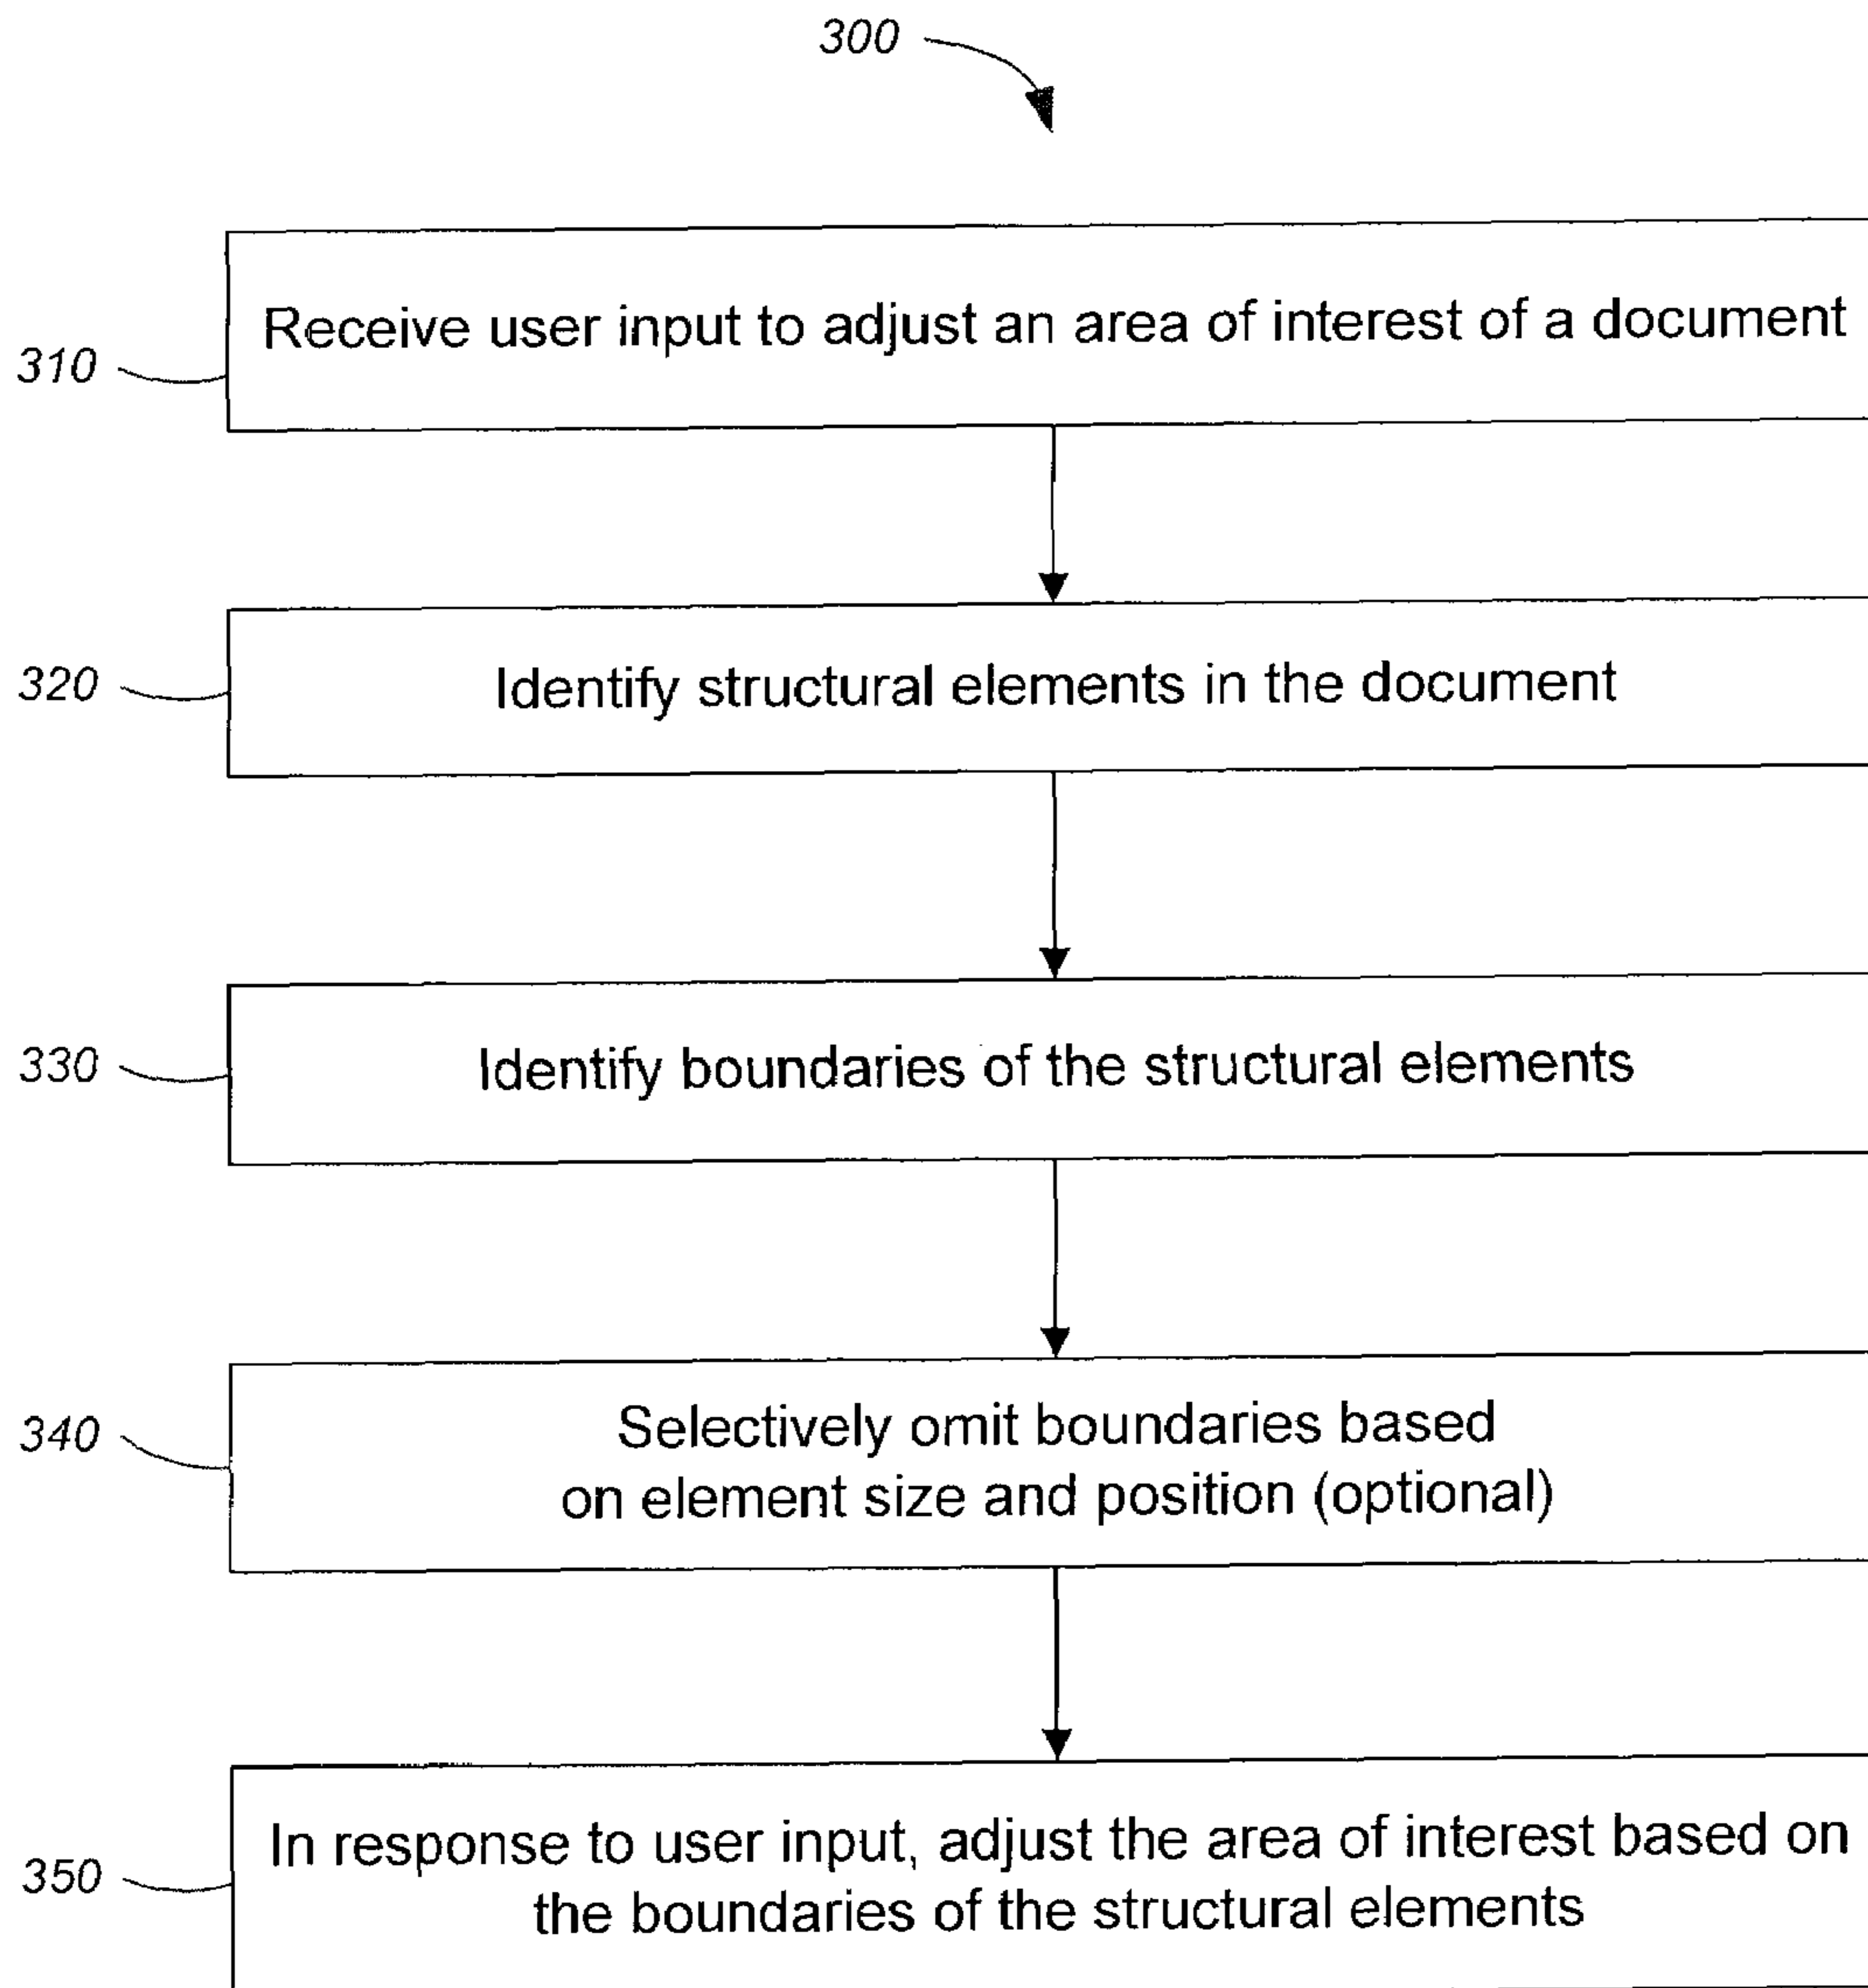 300
310
Receive user input to adjust an area of interest of a document
320
Identify structural elements in the document
330
Identify boundaries of the structural elements
340
Selectively omit boundaries based
on element size and position (optional)
350
In response to user input, adjust the area of interest based on
the boundaries of the structural elements